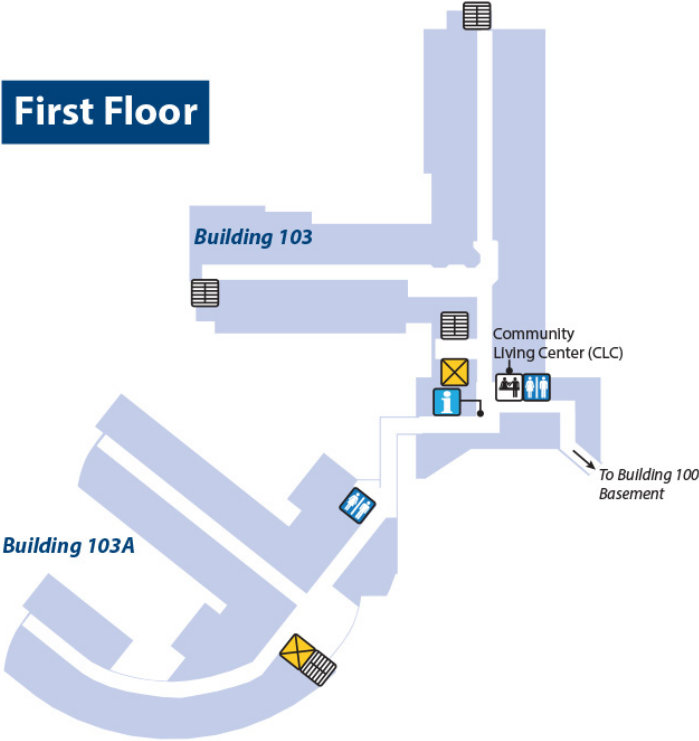 First Floor
Building 103
Community
Living Center (CLC)
To Building 100
Basement
Building 103A